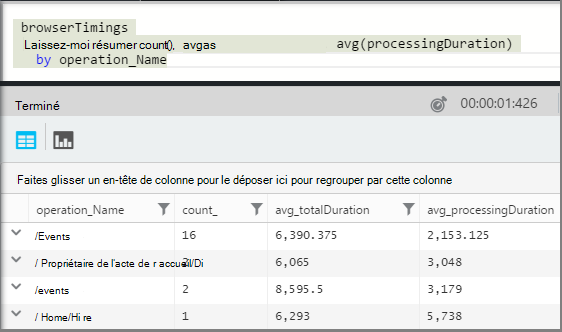 browserTimings
Laissez-moi résumer count(), avgas avg(processingDuration)
by operation_Name
Terminé 00:00:01:426
Faites glisser un en-tête de colonne pour le déposer ici pour regrouper par cette colonne
operation_Name count_ avg_totalDuration avg_processingDuration
/Events 16 6,390.375 2,153.125
/ Propriétaire de l'acte de r accueil/Di 6,065 3,048
/events 2 8,595.5 3,179
/ Home/Hi re 1 6,293 5,738